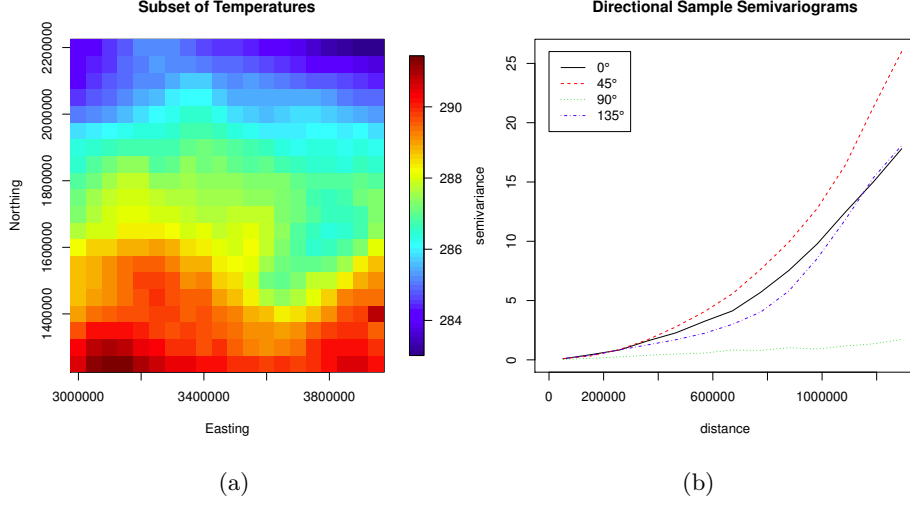 Subset of Temperatures
Northing
2200000
2000000
1800000
1600000
1400000
3000000 3400000 3800000
Easting
290
288
286
284
(a)
Directional Sample Semivariograms
semivariance
25
20
15
10
5
0
0°
45°
90°
135°
0 200000 600000 1000000
distance
(b)